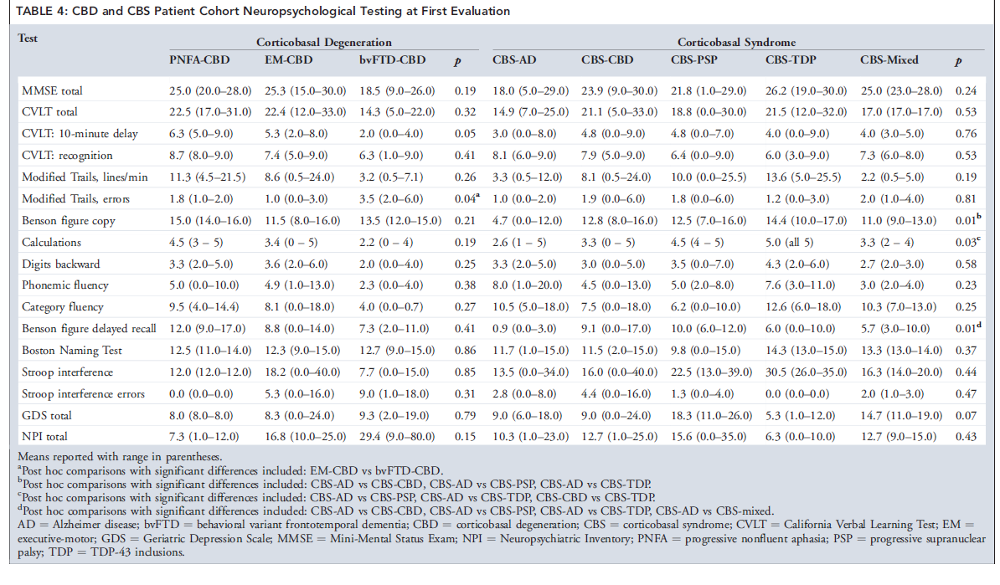 TABLE 4: CBD and CBS Patient Cohort Neuropsychological Testing at First Evaluation
Test Corticobasal Degeneration Corticobasal Syndrome
PNFA-CBD EM-CBD bvFTD-CBD p CBS-AD CBS-CBD CBS-PSP CBS-TDP CBS-Mixed p
MMSE total 25.0 (20.0–28.0) 25.3 (15.0–30.0) 18.5 (9.0–26.0) 0.19 18.0 (5.0–29.0) 23.9 (9.0–30.0) 21.8 (1.0–29.0) 26.2 (19.0–30.0) 25.0 (23.0–28.0) 0.24
CVLT total 22.5 (17.0–31.0) 22.4 (12.0–33.0) 14.3 (5.0–22.0) 0.32 14.9 (7.0–25.0) 21.1 (5.0–33.0) 18.8 (0.0–30.0) 21.5 (12.0–32.0) 17.0 (17.0–17.0) 0.53
CVLT: 10-minute delay 6.3 (5.0–9.0) 5.3 (2.0–8.0) 2.0 (0.0–4.0) 0.05 3.0 (0.0–8.0) 4.8 (0.0–9.0) 4.8 (0.0–7.0) 4.0 (0.0–9.0) 4.0 (3.0–5.0) 0.76
CVLT: recognition 8.7 (8.0–9.0) 7.4 (5.0–9.0) 6.3 (1.0–9.0) 0.41 8.1 (6.0–9.0) 7.9 (5.0–9.0) 6.4 (0.0–9.0) 6.0 (3.0–9.0) 7.3 (6.0–8.0) 0.53
Modified Trails, lines/min 11.3 (4.5–21.5) 8.6 (0.5–24.0) 3.2 (0.5–7.1) 0.26 3.3 (0.5–12.0) 8.1 (0.5–24.0) 10.0 (0.0–25.5) 13.6 (5.0–25.5) 2.2 (0.5–5.0) 0.19
Modified Trails, errors 1.8 (1.0–2.0) 1.0 (0.0–3.0) 3.5 (2.0–6.0) 0.04a 1.0 (0.0–2.0) 1.9 (0.0–6.0) 1.8 (0.0–6.0) 1.2 (0.0–3.0) 2.0 (1.0–4.0) 0.81
Benson figure copy 15.0 (14.0–16.0) 11.5 (8.0–16.0) 13.5 (12.0–15.0) 0.21 4.7 (0.0–12.0) 12.8 (8.0–16.0) 12.5 (7.0–16.0) 14.4 (10.0–17.0) 11.0 (9.0–13.0) 0.01b
Calculations 4.5 (3 – 5) 3.4 (0 – 5) 2.2 (0 – 4) 0.19 2.6 (1 – 5) 3.3 (0 – 5) 4.5 (4 – 5) 5.0 (all 5) 3.3 (2 – 4) 0.03c
Digits backward 3.3 (2.0–5.0) 3.6 (2.0–6.0) 2.0 (0.0–4.0) 0.25 3.3 (2.0–5.0) 3.0 (0.0–5.0) 3.5 (0.0–7.0) 4.3 (2.0–6.0) 2.7 (2.0–3.0) 0.58
Phonemic fluency 5.0 (0.0–10.0) 4.9 (1.0–13.0) 2.3 (0.0–4.0) 0.38 8.0 (1.0–20.0) 4.5 (0.0–13.0) 5.0 (2.0–8.0) 7.6 (3.0–11.0) 3.0 (2.0–4.0) 0.23
Category fluency 9.5 (4.0–14.4) 8.1 (0.0–18.0) 4.0 (0.0–0.7) 0.27 10.5 (5.0–18.0) 7.5 (0.0–18.0) 6.2 (0.0–10.0) 12.6 (6.0–18.0) 10.3 (7.0–13.0) 0.25
Benson figure delayed recall 12.0 (9.0–17.0) 8.8 (0.0–14.0) 7.3 (2.0–11.0) 0.41 0.9 (0.0–3.0) 9.1 (0.0–17.0) 10.0 (6.0–12.0) 6.0 (0.0–10.0) 5.7 (3.0–10.0) 0.01d
Boston Naming Test 12.5 (11.0–14.0) 12.3 (9.0–15.0) 12.7 (9.0–15.0) 0.86 11.7 (1.0–15.0) 11.5 (2.0–15.0) 9.8 (0.0–15.0) 14.3 (13.0–15.0) 13.3 (13.0–14.0) 0.37
Stroop interference 12.0 (12.0–12.0) 18.2 (0.0–40.0) 7.7 (0.0–15.0) 0.85 13.5 (0.0–34.0) 16.0 (0.0–40.0) 22.5 (13.0–39.0) 30.5 (26.0–35.0) 16.3 (14.0–20.0) 0.44
Stroop interference errors 0.0 (0.0–0.0) 5.3 (0.0–16.0) 9.0 (1.0–18.0) 0.31 2.8 (0.0–8.0) 4.4 (0.0–16.0) 1.3 (0.0–4.0) 0.0 (0.0–0.0) 2.0 (1.0–3.0) 0.47
GDS total 8.0 (8.0–8.0) 8.3 (0.0–24.0) 9.3 (2.0–19.0) 0.79 9.0 (6.0–18.0) 9.0 (0.0–24.0) 18.3 (11.0–26.0) 5.3 (1.0–12.0) 14.7 (11.0–19.0) 0.07
NPI total 7.3 (1.0–12.0) 16.8 (10.0–25.0) 29.4 (9.0–80.0) 0.15 10.3 (1.0–23.0) 12.7 (1.0–25.0) 15.6 (0.0–35.0) 6.3 (0.0–10.0) 12.7 (9.0–15.0) 0.43
Means reported with range in parentheses.
aPost hoc comparisons with significant differences included: EM-CBD vs bvFTD-CBD.
bPost hoc comparisons with significant differences included: CBS-AD vs CBS-CBD, CBS-AD vs CBS-PSP, CBS-AD vs CBS-TDP.
cPost hoc comparisons with significant differences included: CBS-AD vs CBS-PSP, CBS-AD vs CBS-TDP, CBS-CBD vs CBS-TDP.
dPost hoc comparisons with significant differences included: CBS-AD vs CBS-CBD, CBS-AD vs CBS-PSP, CBS-AD vs CBS-TDP, CBS-AD vs CBS-mixed.
AD = Alzheimer disease; bvFTD = behavioral variant frontotemporal dementia; CBD = corticobasal degeneration; CBS = corticobasal syndrome; CVLT = California Verbal Learning Test; EM =
executive-motor; GDS = Geriatric Depression Scale; MMSE = Mini-Mental Status Exam; NPI = Neuropsychiatric Inventory; PNFA = progressive nonfluent aphasia; PSP = progressive supranuclear
palsy; TDP = TDP-43 inclusions.